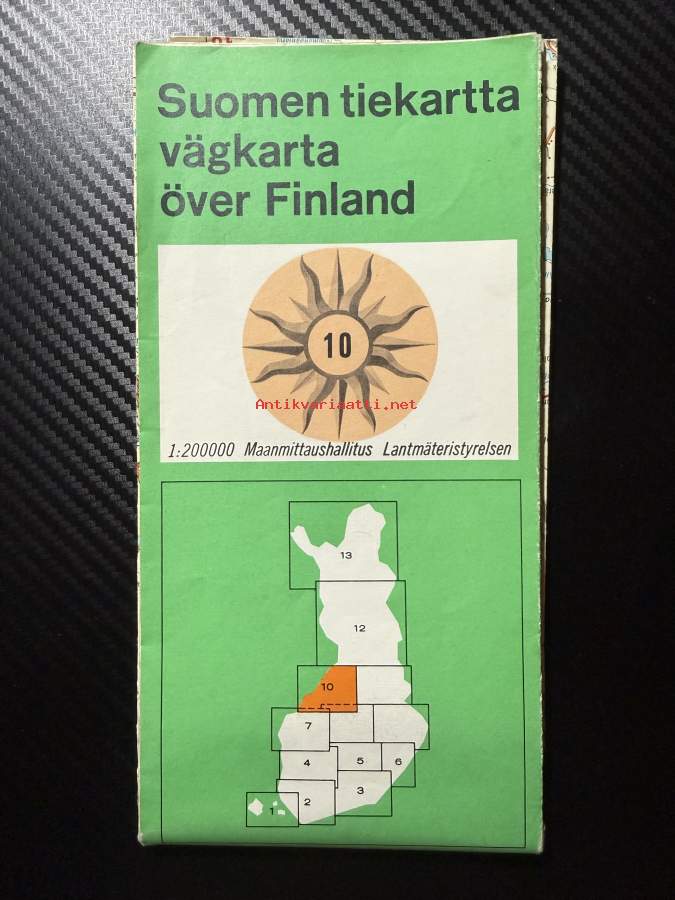 Suomen tiekartta
vägkarta
över Finland
10
Antikvariaatti.net
1:200000 Maanmittaushallitus Lantmäteristyrelsen
13
12
10
7
4
5
6
3
2
1